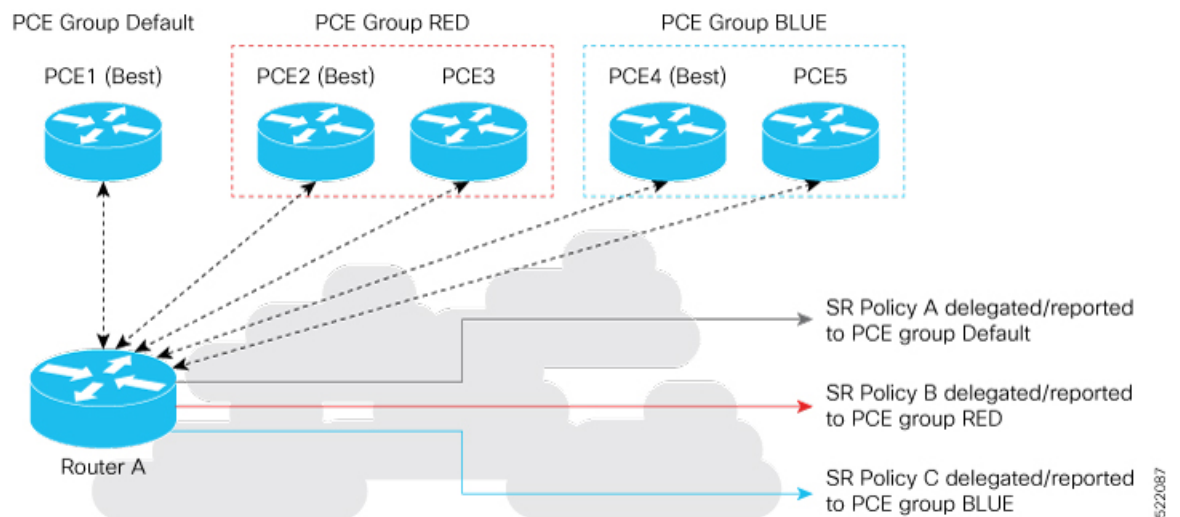 PCE Group Default
PCE Group RED
PCE Group BLUE
PCE1 (Best)
PCE2 (Best)
PCE3
PCE4 (Best)
PCE5
SR Policy A delegated/reported
to PCE group Default
SR Policy B delegated/reported
to PCE group RED
Router A
SR Policy C delegated/reported
to PCE group BLUE
522087